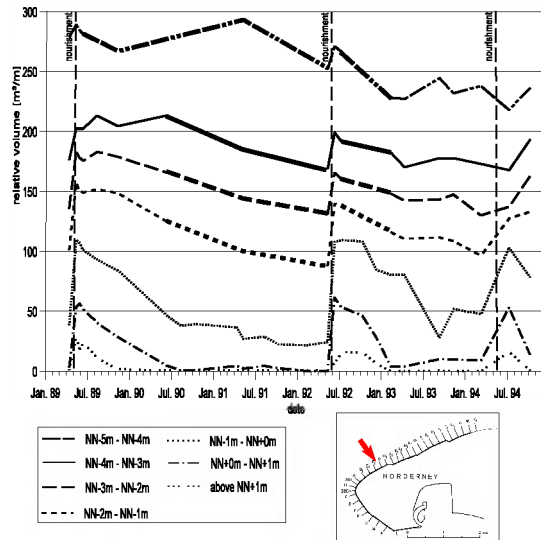 300
250
200
150
100
50
0
relative volume [m³/m]
nourishment
nourishment
nourishment
Jan. 89 Jul. 89 Jan. 90 Jul. 90 Jan. 91 Jul. 91 Jan. 92 Jul. 92 Jan. 93 Jul. 93 Jan. 94 Jul. 94
date
NN-5m - NN-4m
NN-4m - NN-3m
NN-3m - NN-2m
NN-2m - NN-1m
NN-1m - NN+0m
NN+0m - NN+1m
above NN+1m
NORDERNEY